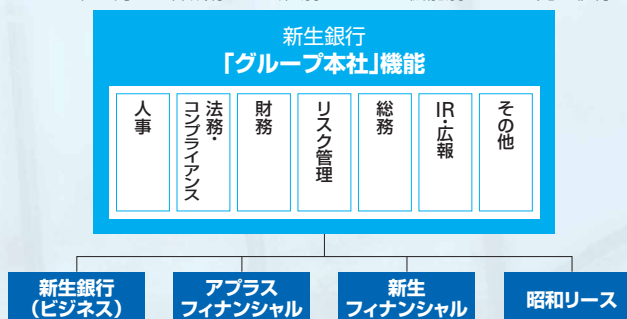 新生銀行
「グループ本社」機能
人事
法務・
コンプライアンス
財務
リスク管理
総務
IR・広報
その他
新生銀行
（ビジネス）
アプラス
フィナンシャル
新生
フィナンシャル
昭和リース